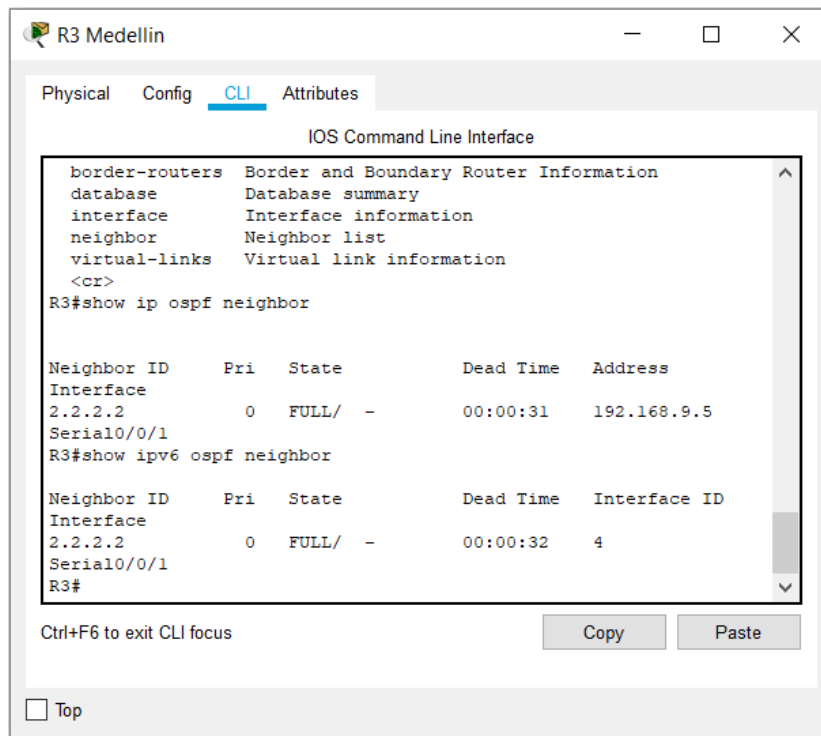 R3 Medellin
Physical Config CLI Attributes
IOS Command Line Interface
border-routers Border and Boundary Router Information
database Database summary
interface Interface information
neighbor Neighbor list
virtual-links Virtual link information
<cr>
R3#show ip ospf neighbor
Neighbor ID Pri State Dead Time Address
Interface
2.2.2.2 0 FULL/ - 00:00:31 192.168.9.5
Serial0/0/1
R3#show ipv6 ospf neighbor
Neighbor ID Pri State Dead Time Interface ID
Interface
2.2.2.2 0 FULL/ - 00:00:32 4
Serial0/0/1
R3#
Ctrl+F6 to exit CLI focus
Copy Paste
Top